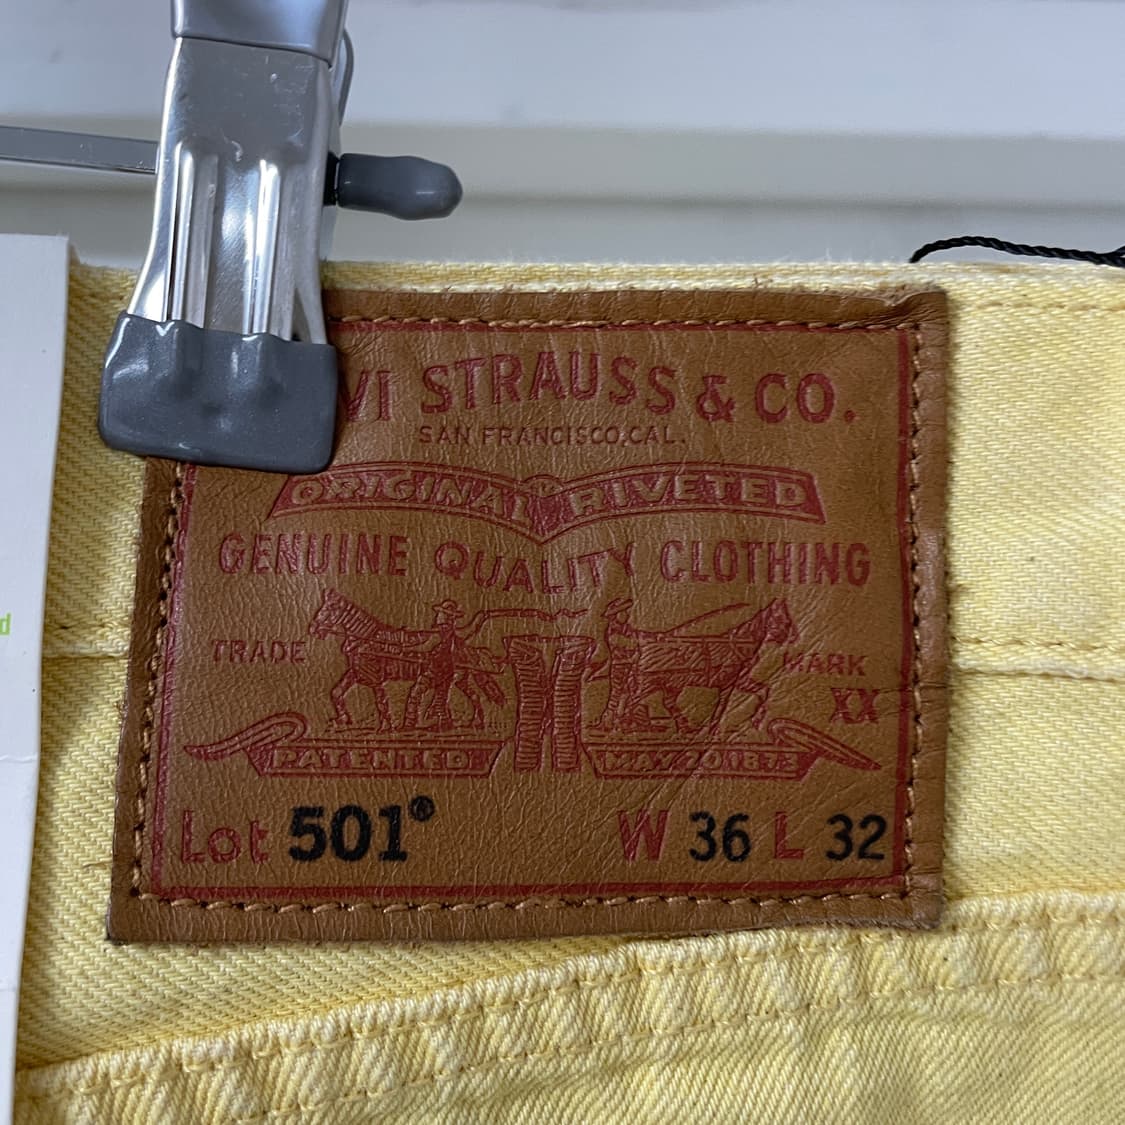 VI STRAUSS & CO.
SAN FRANCISCO, CAL.
ORIGINAL RIVETED
GENUINE QUALITY CLOTHING
TRADE MARK
XX
PATENTED MAY 20 1873
Lot 501® W 36 L 32
d